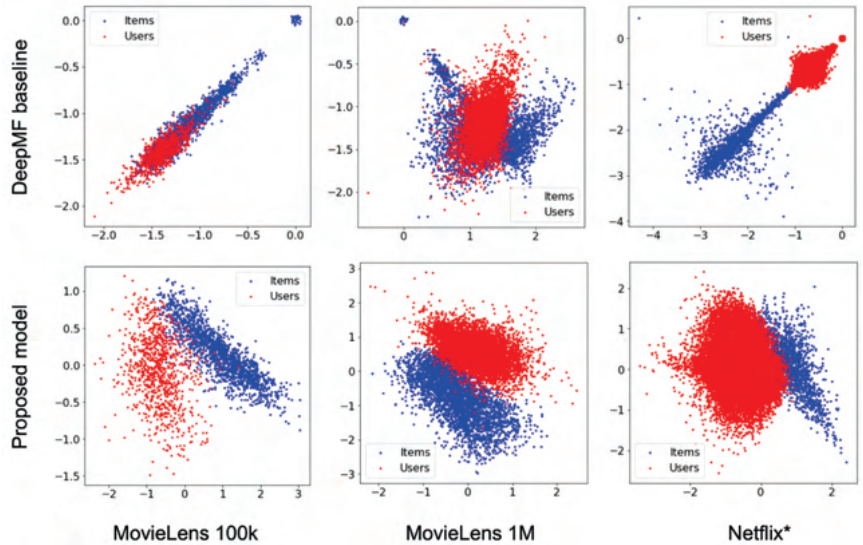 DeepMF baseline
Items
Users
0.0
−0.5
−1.0
−1.5
−2.0
−2.0 −1.5 −1.0 −0.5 0.0
0.0
−0.5
−1.0
−1.5
−2.0
Items
Users
0 1 2
Items
Users
0
−1
−2
−3
−4
−4 −3 −2 −1 0
Proposed model
Items
Users
1.0
0.5
0.0
−0.5
−1.0
−1.5
−2 −1 0 1 2 3
3
2
1
0
−1
−2
−3
Items
Users
−2 −1 0 1 2
2
1
0
−1
−2
Items
Users
−2 0 2
MovieLens 100k MovieLens 1M Netflix*